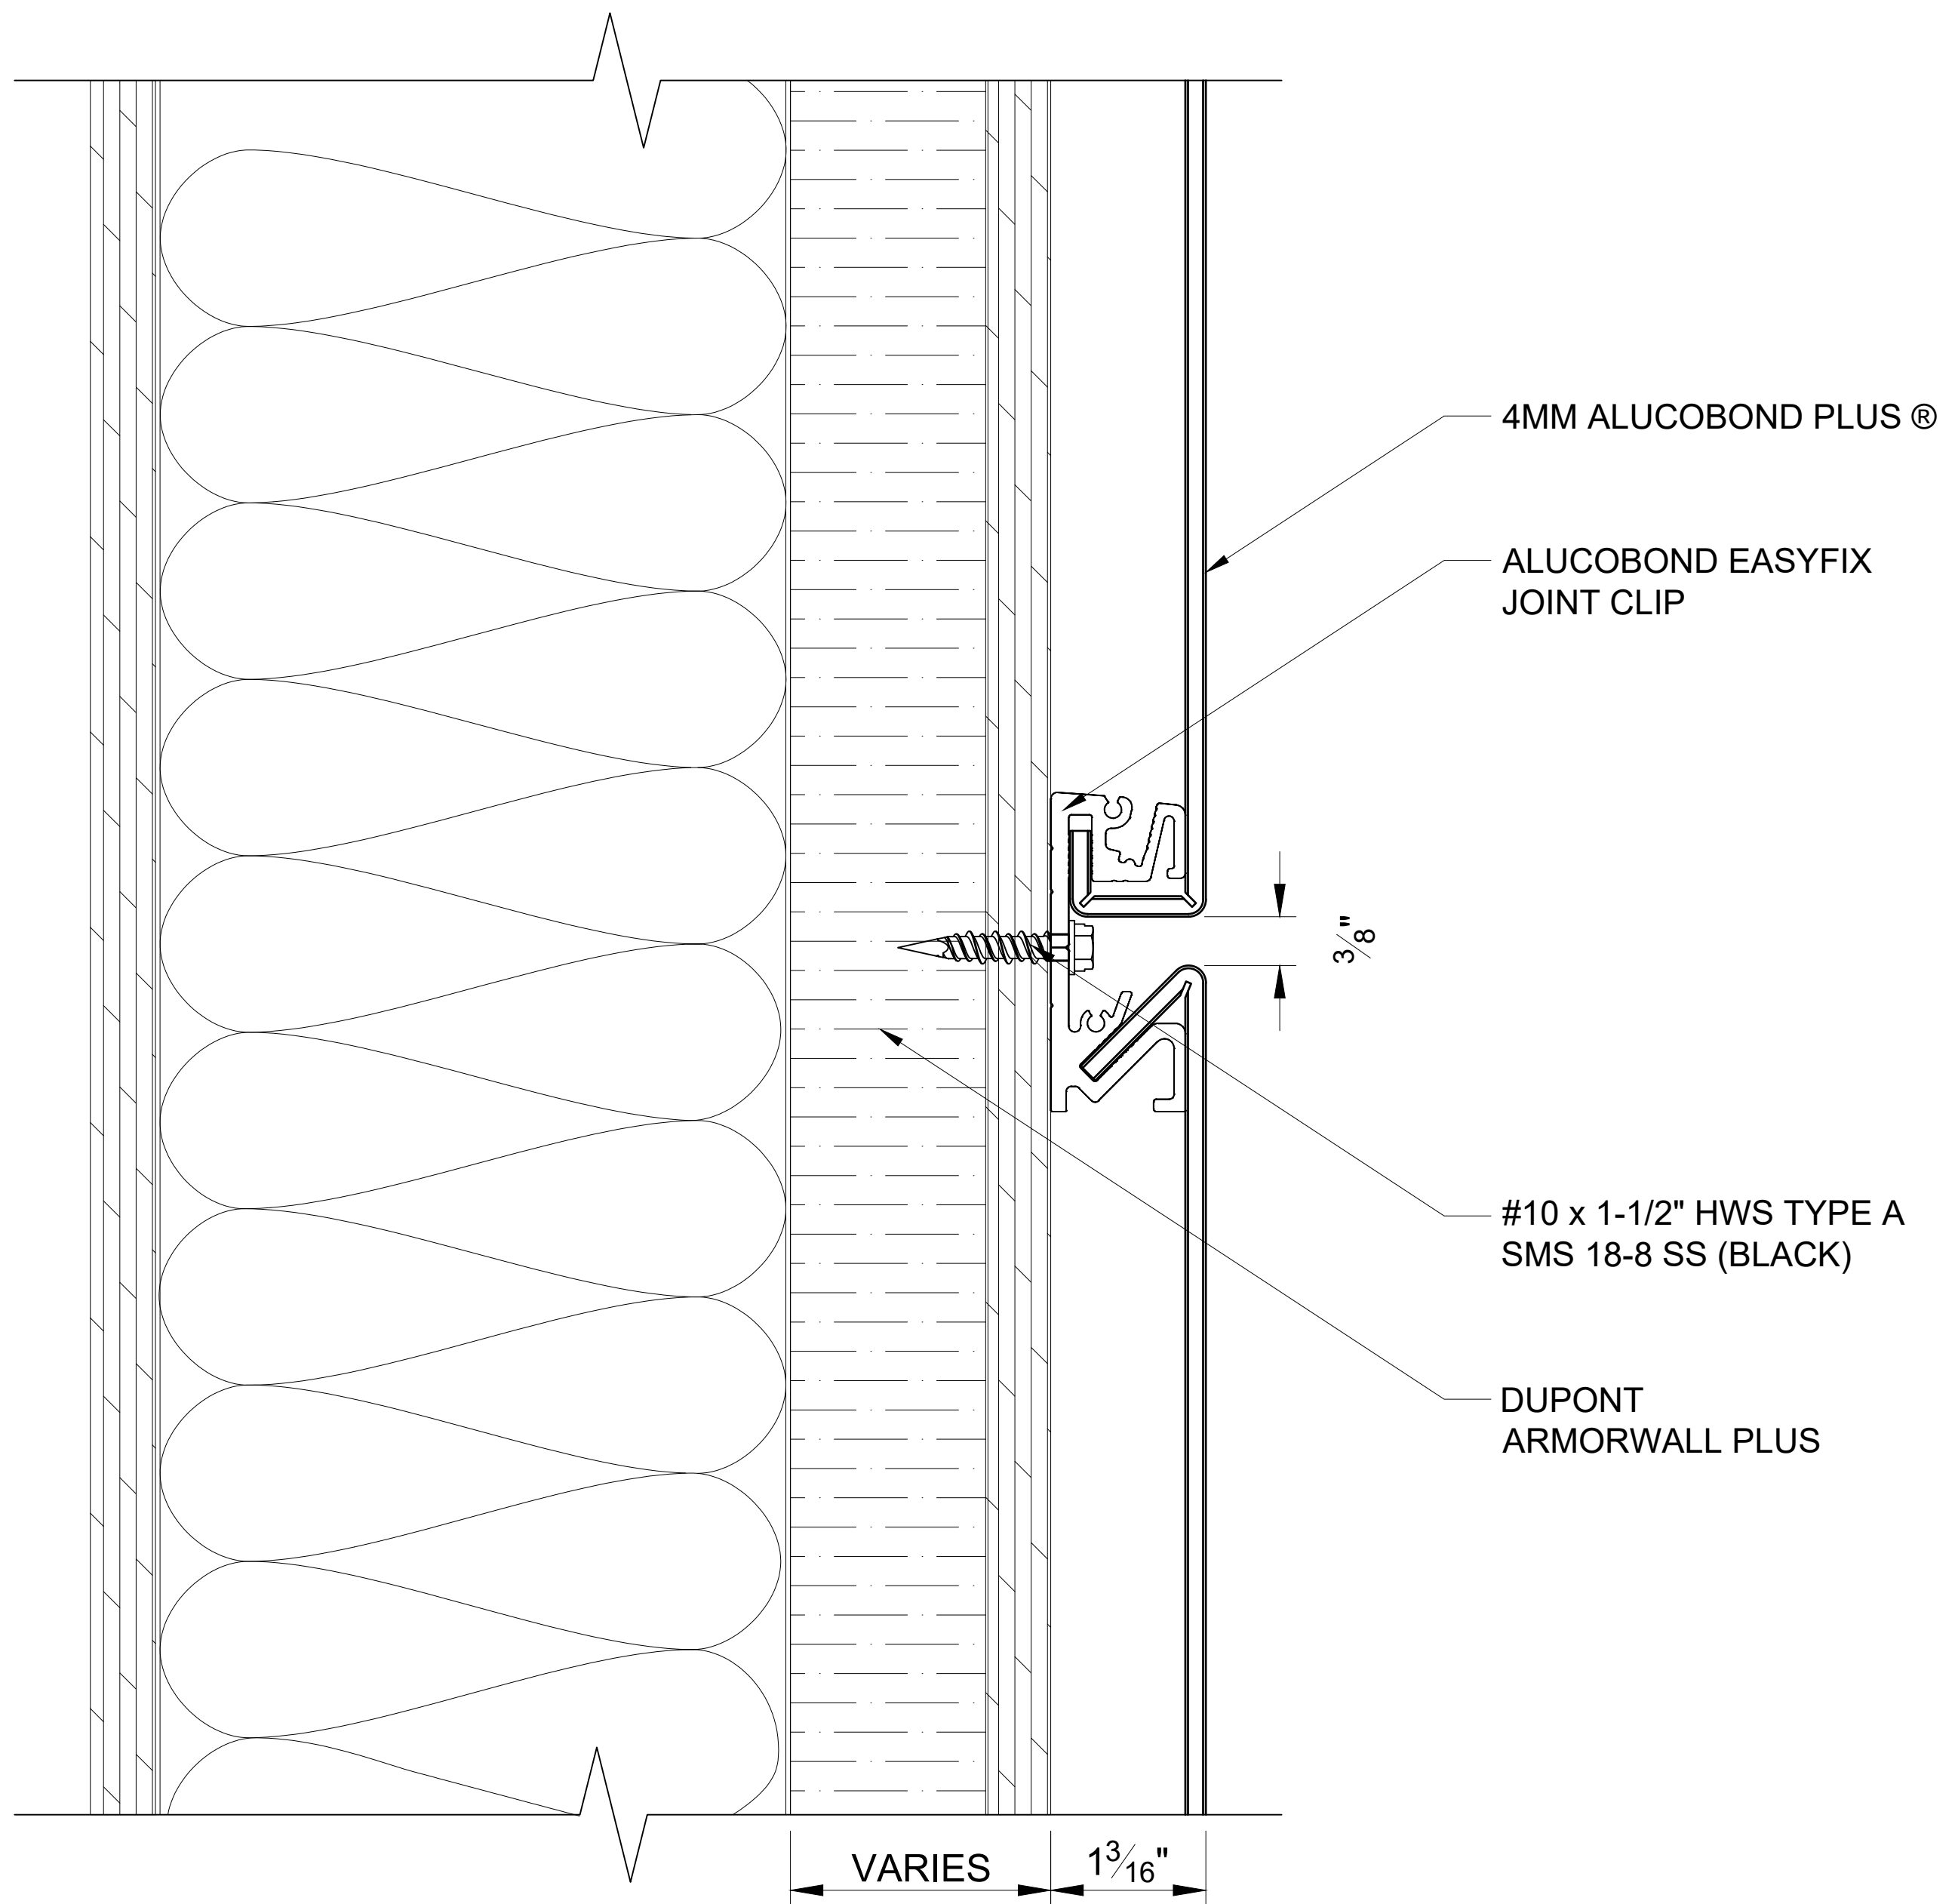 4MM ALUCOBOND PLUS ®
ALUCOBOND EASYFIX
JOINT CLIP
3/8"
#10 x 1-1/2" HWS TYPE A
SMS 18-8 SS (BLACK)
DUPONT
ARMORWALL PLUS
VARIES
1 3/16"